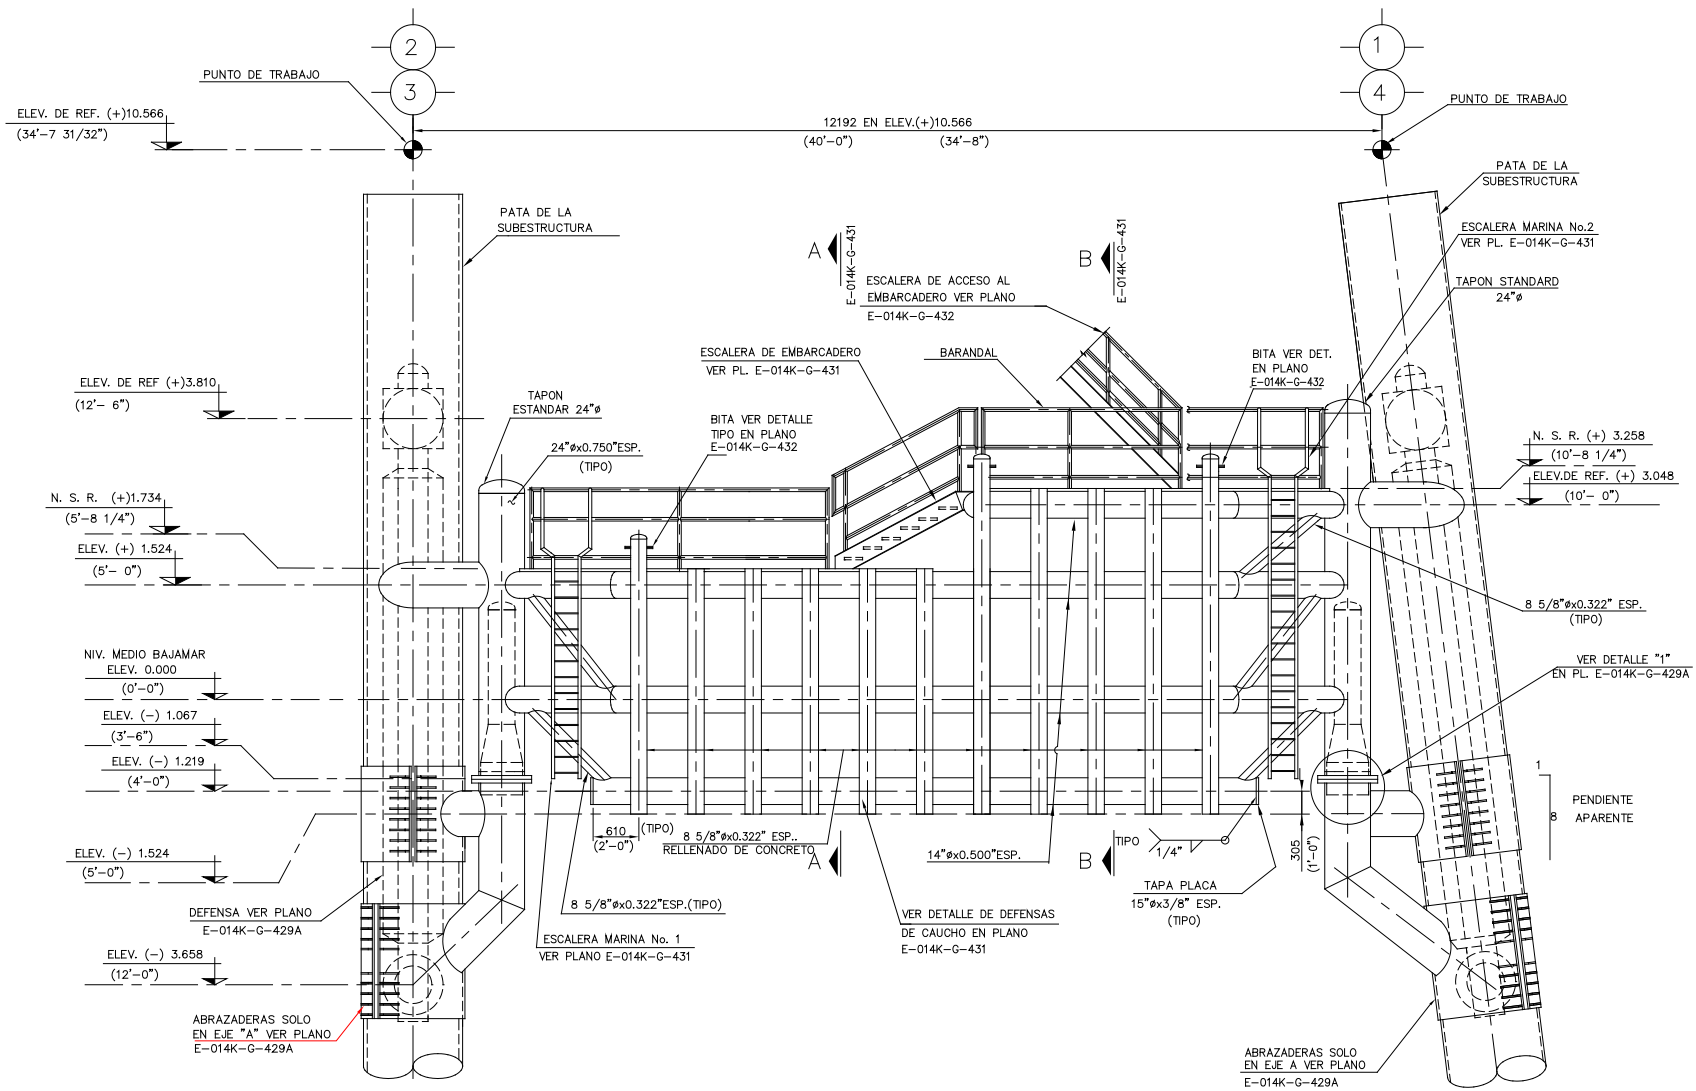 2
3
1
4
PUNTO DE TRABAJO
PUNTO DE TRABAJO
ELEV. DE REF. (+)10.566
(34'-7 31/32")
12192 EN ELEV.(+)10.566
(40'-0") (34'-8")
PATA DE LA
SUBESTRUCTURA
PATA DE LA
SUBESTRUCTURA
A
E-014K-G-431
B
E-014K-G-431
ESCALERA MARINA No.2
VER PL. E-014K-G-431
TAPON STANDARD
24"ø
ESCALERA DE ACCESO AL
EMBARCADERO VER PLANO
E-014K-G-432
ESCALERA DE EMBARCADERO
VER PL. E-014K-G-431
BARANDAL
BITA VER DET.
EN PLANO
E-014K-G-432
ELEV. DE REF (+)3.810
(12'- 6")
TAPON
ESTANDAR 24"ø
BITA VER DETALLE
TIPO EN PLANO
E-014K-G-432
24"øx0.750"ESP.
(TIPO)
N. S. R. (+) 3.258
(10'-8 1/4")
ELEV.DE REF. (+) 3.048
(10'- 0")
N. S. R. (+)1.734
(5'-8 1/4")
ELEV. (+) 1.524
(5'- 0")
8 5/8"øx0.322" ESP.
(TIPO)
NIV. MEDIO BAJAMAR
ELEV. 0.000
(0'-0")
VER DETALLE "1"
EN PL. E-014K-G-429A
ELEV. (-) 1.067
(3'-6")
ELEV. (-) 1.219
(4'-0")
1
8
PENDIENTE
APARENTE
610
(2'-0")
(TIPO)
8 5/8"øx0.322" ESP..
RELLENADO DE CONCRETO
A
14"øx0.500"ESP.
B
TIPO
1/4"
305
(1'-0")
ELEV. (-) 1.524
(5'-0")
TAPA PLACA
15"øx3/8" ESP.
(TIPO)
DEFENSA VER PLANO
E-014K-G-429A
8 5/8"øx0.322"ESP.(TIPO)
VER DETALLE DE DEFENSAS
DE CAUCHO EN PLANO
E-014K-G-431
ESCALERA MARINA No. 1
VER PLANO E-014K-G-431
ELEV. (-) 3.658
(12'-0")
ABRAZADERAS SOLO
EN EJE "A" VER PLANO
E-014K-G-429A
ABRAZADERAS SOLO
EN EJE A VER PLANO
E-014K-G-429A